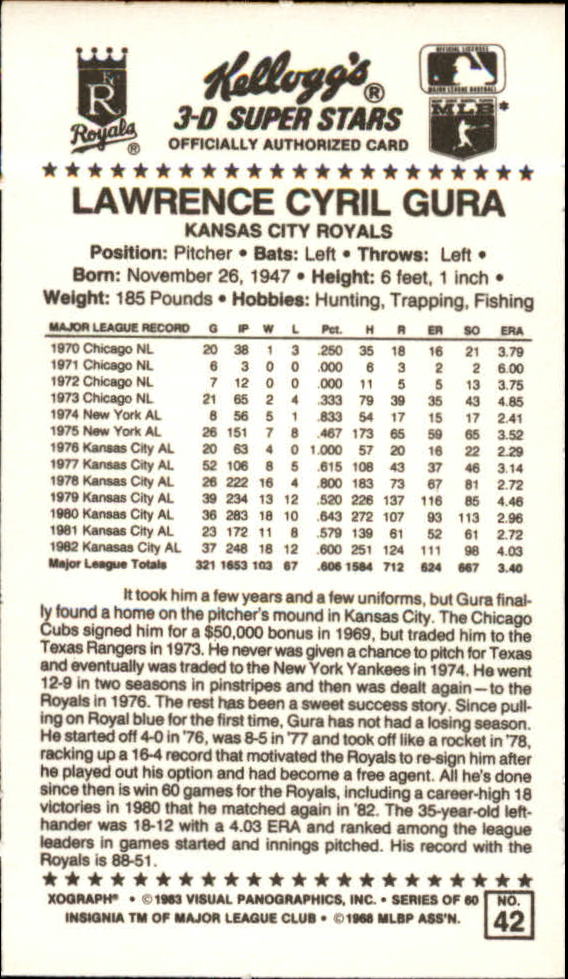 KC
R
Royals
®
Kellogg's®
3-D SUPER STARS
OFFICIALLY AUTHORIZED CARD
OFFICIAL LICENSEE
MAJOR LEAGUE BASEBALL
MLB*
LAWRENCE CYRIL GURA
KANSAS CITY ROYALS
Position: Pitcher • Bats: Left • Throws: Left •
Born: November 26, 1947 • Height: 6 feet, 1 inch •
Weight: 185 Pounds • Hobbies: Hunting, Trapping, Fishing
MAJOR LEAGUE RECORD G IP W L Pct. H R ER SO ERA
1970 Chicago NL 20 38 1 3 .250 35 18 16 21 3.79
1971 Chicago NL 6 3 0 0 .000 6 3 2 2 6.00
1972 Chicago NL 7 12 0 0 .000 11 5 5 13 3.75
1973 Chicago NL 21 65 2 4 .333 79 39 35 43 4.85
1974 New York AL 8 56 5 1 .833 54 17 15 17 2.41
1975 New York AL 26 151 7 8 .467 173 65 59 65 3.52
1976 Kansas City AL 20 63 4 0 1.000 57 20 16 22 2.29
1977 Kansas City AL 52 106 8 5 .615 108 43 37 46 3.14
1978 Kansas City AL 26 222 16 4 .800 183 73 67 81 2.72
1979 Kansas City AL 39 234 13 12 .520 226 137 116 85 4.46
1980 Kansas City AL 36 283 18 10 .643 272 107 93 113 2.96
1981 Kansas City AL 23 172 11 8 .579 139 61 52 61 2.72
1982 Kanasas City AL 37 248 18 12 .600 251 124 111 98 4.03
Major League Totals 321 1653 103 67 .606 1584 712 624 667 3.40
It took him a few years and a few uniforms, but Gura final-
ly found a home on the pitcher's mound in Kansas City. The Chicago
Cubs signed him for a $50,000 bonus in 1969, but traded him to the
Texas Rangers in 1973. He never was given a chance to pitch for Texas
and eventually was traded to the New York Yankees in 1974. He went
12-9 in two seasons in pinstripes and then was dealt again—to the
Royals in 1976. The rest has been a sweet success story. Since pull-
ing on Royal blue for the first time, Gura has not had a losing season.
He started off 4-0 in '76, was 8-5 in '77 and took off like a rocket in '78,
racking up a 16-4 record that motivated the Royals to re-sign him after
he played out his option and had become a free agent. All he's done
since then is win 60 games for the Royals, including a career-high 18
victories in 1980 that he matched again in '82. The 35-year-old left-
hander was 18-12 with a 4.03 ERA and ranked among the league
leaders in games started and innings pitched. His record with the
Royals is 88-51.
XOGRAPH® • ©1983 VISUAL PANOGRAPHICS, INC. • SERIES OF 60
INSIGNIA TM OF MAJOR LEAGUE CLUB • ©1968 MLBP ASS'N.
NO.
42